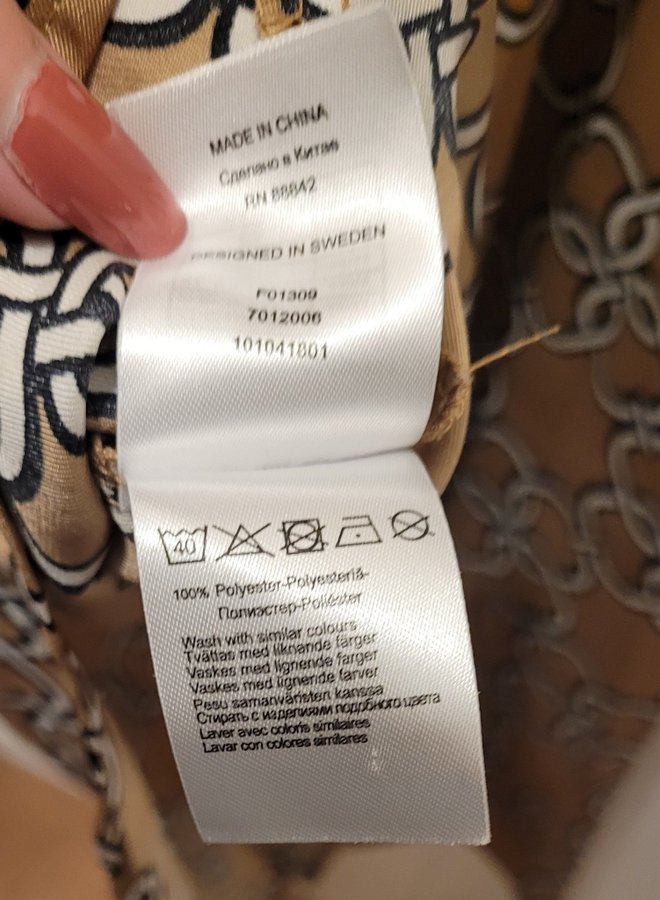 MADE IN CHINA
Сделано в Китае
RN 88842
DESIGNED IN SWEDEN
F01309
7012006
101041801
40
100% Polyester-Polyesteriä-
Полиэстер-Poliéster
Wash with similar colours
Tvättas med liknande färger
Vaskes med lignende farger
Vaskes med lignende farver
Pesu samanväristen kanssa
Стирать с изделиями подобного цвета
Laver avec coloris similaires
Lavar con colores similares